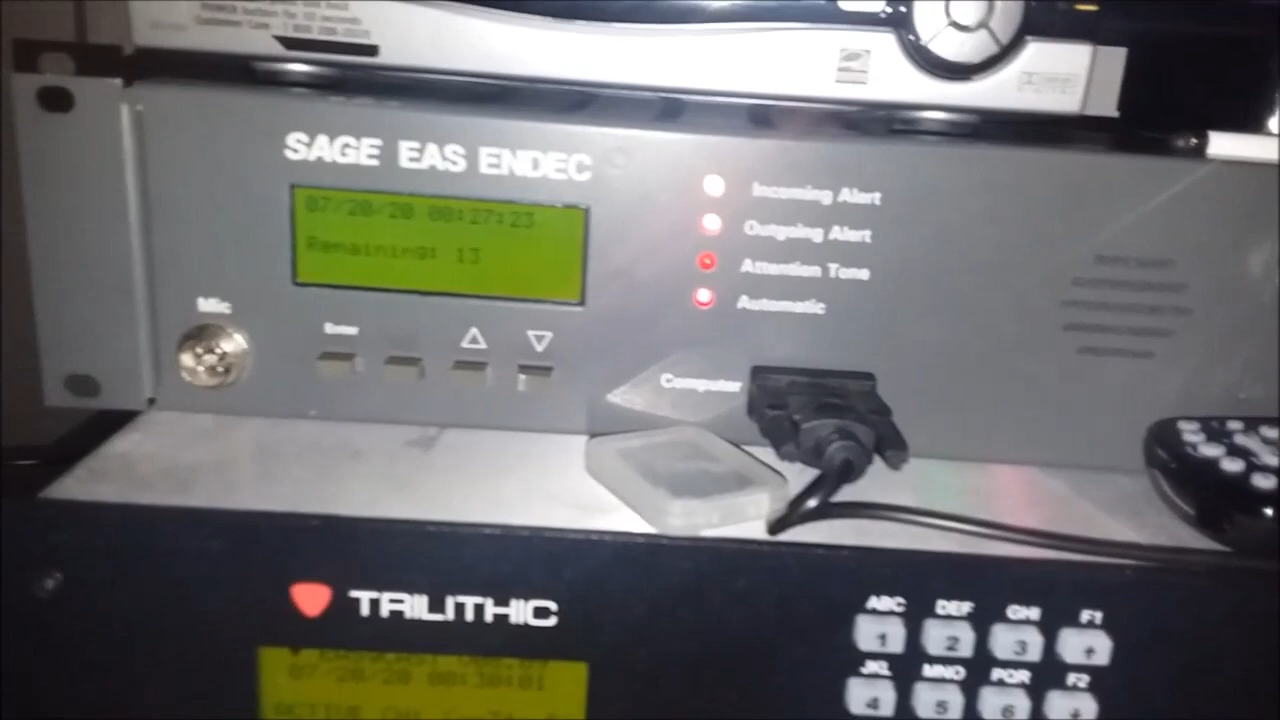 SAGE EAS ENDEC
07/20/20 00:27:23
Remaining: 13
Incoming Alert
Outgoing Alert
Attention Tone
Automatic
Mic
Enter
Computer
TRILITHIC
07/20/20 00:30:01
ABC DEF GHI F1
1 2 3
JKL MNO PQR F2
4 5 6